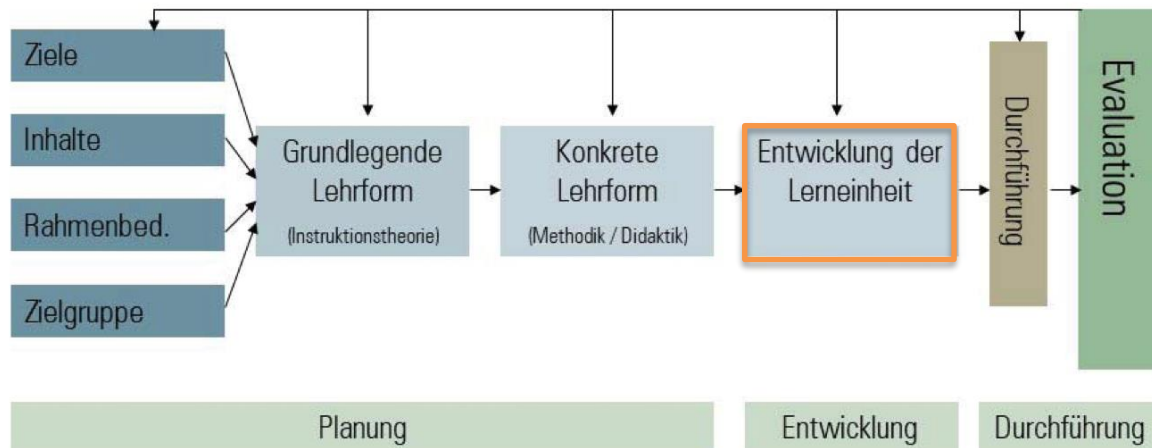 Ziele
Inhalte
Rahmenbed.
Zielgruppe
Grundlegende
Lehrform
(Instruktionstheorie)
Konkrete
Lehrform
(Methodik / Didaktik)
Entwicklung der
Lerneinheit
Durchführung
Evaluation
Planung
Entwicklung
Durchführung